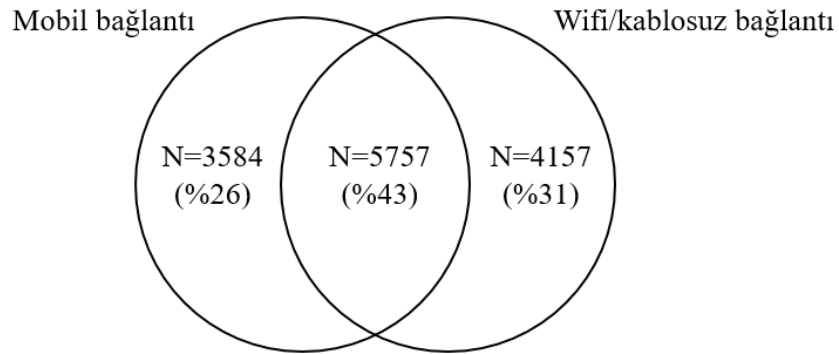 Mobil bağlantı
Wifi/kablosuz bağlantı
N=3584
(%26)
N=5757
(%43)
N=4157
(%31)